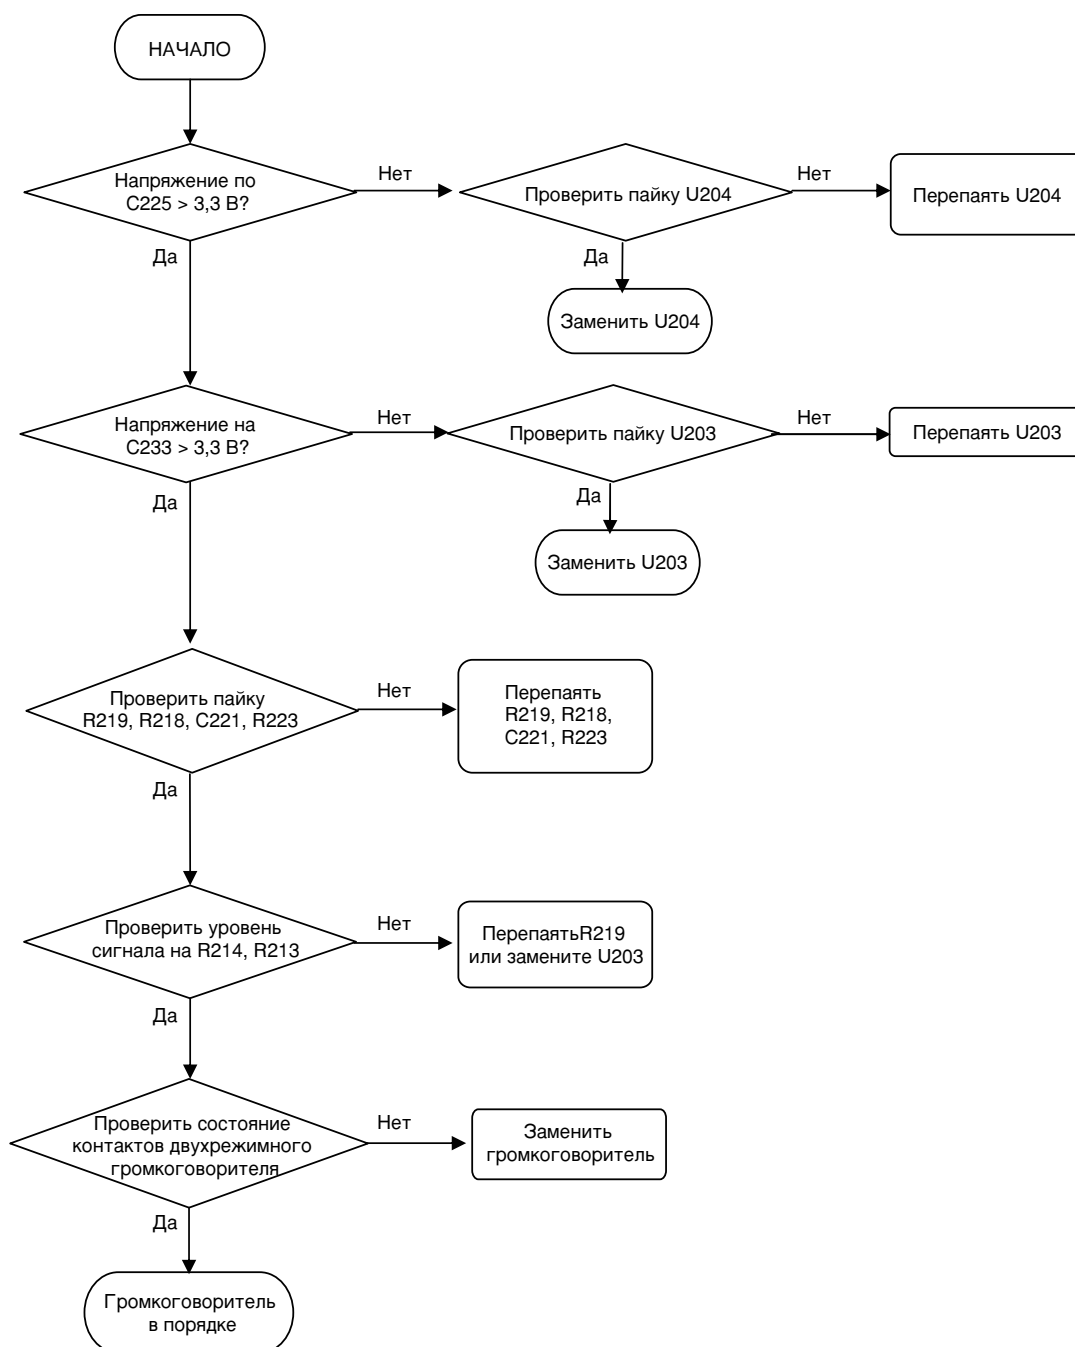 НАЧАЛО
Напряжение по
C225 > 3,3 В?
Нет
Проверить пайку U204
Нет
Перепаять U204
Да
Да
Заменить U204
Напряжение на
C233 > 3,3 В?
Нет
Проверить пайку U203
Нет
Перепаять U203
Да
Да
Заменить U203
Проверить пайку
R219, R218, C221, R223
Нет
Перепаять
R219, R218,
C221, R223
Да
Проверить уровень
сигнала на R214, R213
Нет
ПерепаятьR219
или замените U203
Да
Проверить состояние
контактов двухрежимного
громкоговорителя
Нет
Заменить
громкоговоритель
Да
Громкоговоритель
в порядке